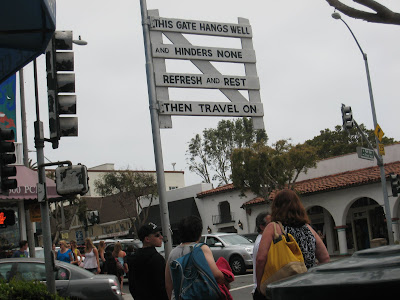 THIS GATE HANGS WELL
AND HINDERS NONE
REFRESH AND REST
THEN TRAVEL ON